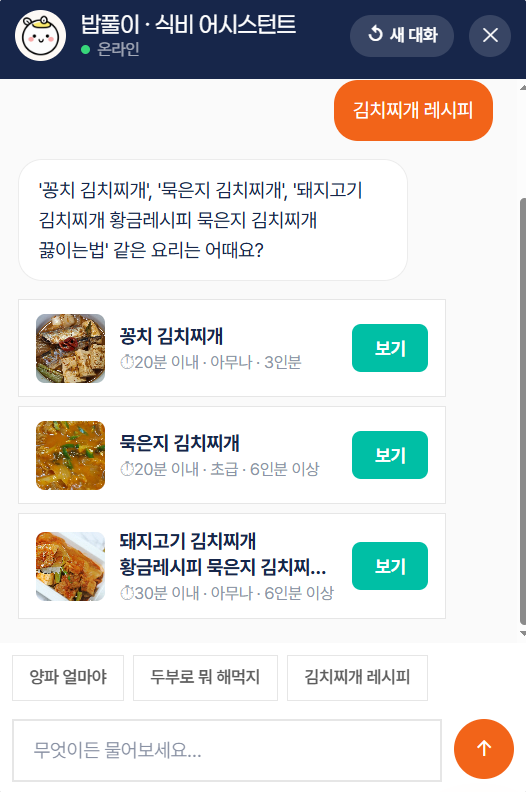 밥풀이 · 식비 어시스턴트
온라인
새 대화
김치찌개 레시피
'꽁치 김치찌개', '묵은지 김치찌개', '돼지고기
김치찌개 황금레시피 묵은지 김치찌개
끓이는법' 같은 요리는 어때요?
꽁치 김치찌개
⏱20분 이내 · 아무나 · 3인분
보기
묵은지 김치찌개
⏱20분 이내 · 초급 · 6인분 이상
보기
돼지고기 김치찌개
황금레시피 묵은지 김치찌...
⏱30분 이내 · 아무나 · 6인분 이상
보기
양파 얼마야
두부로 뭐 해먹지
김치찌개 레시피
무엇이든 물어보세요...